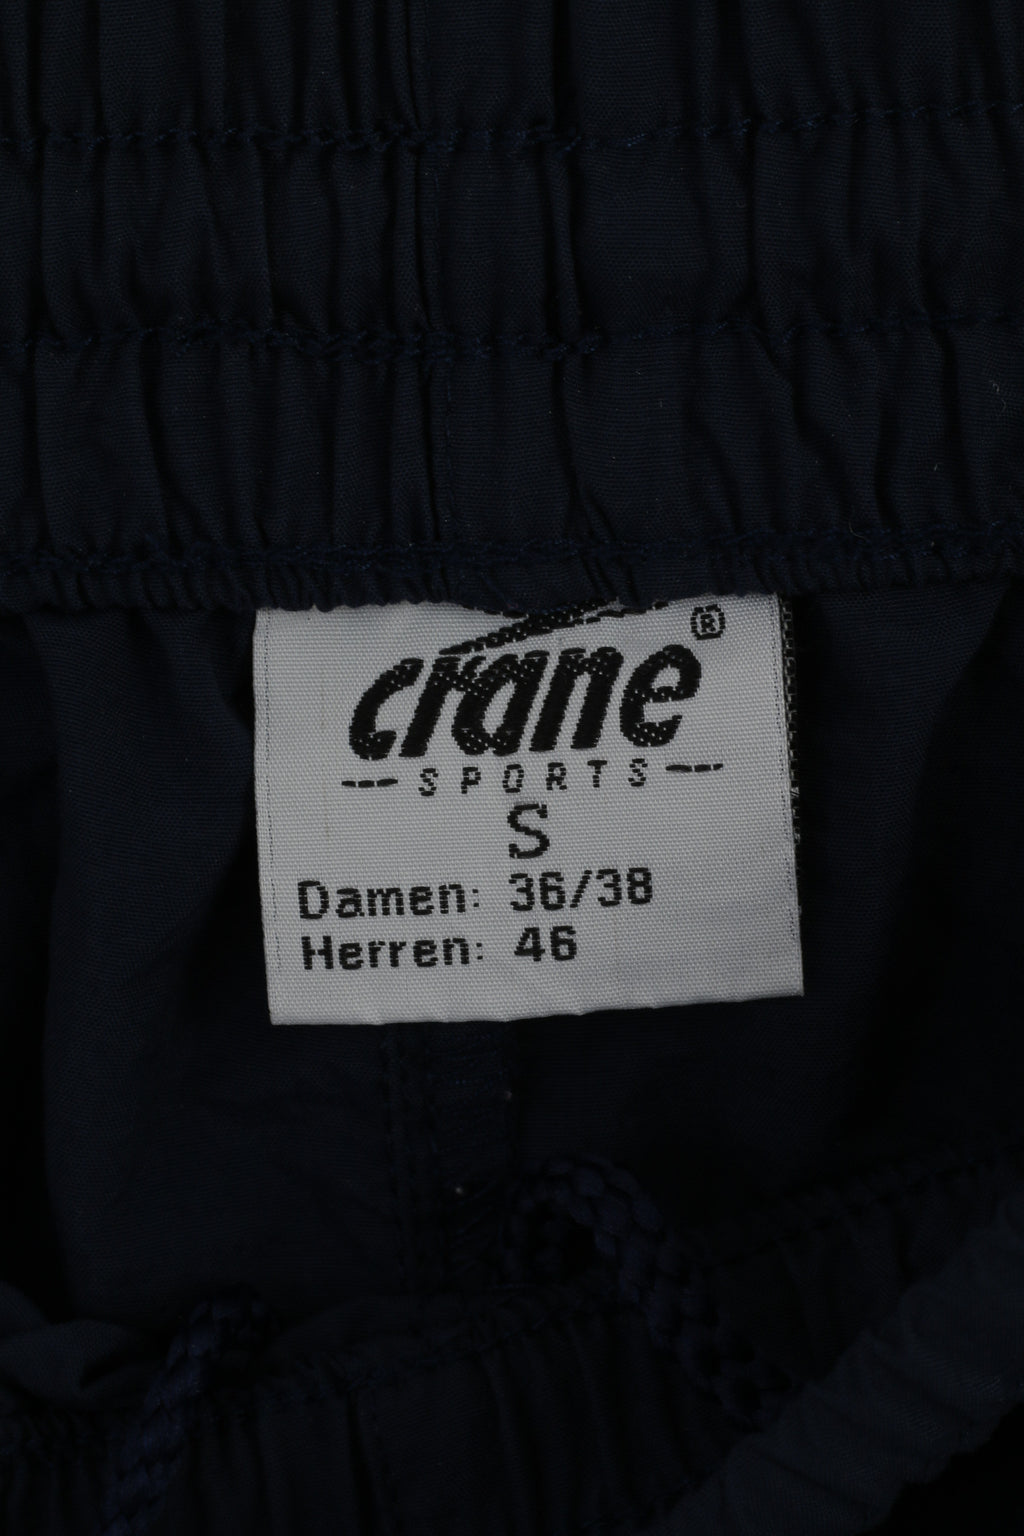 crane®
SPORTS
S
Damen: 36/38
Herren: 46